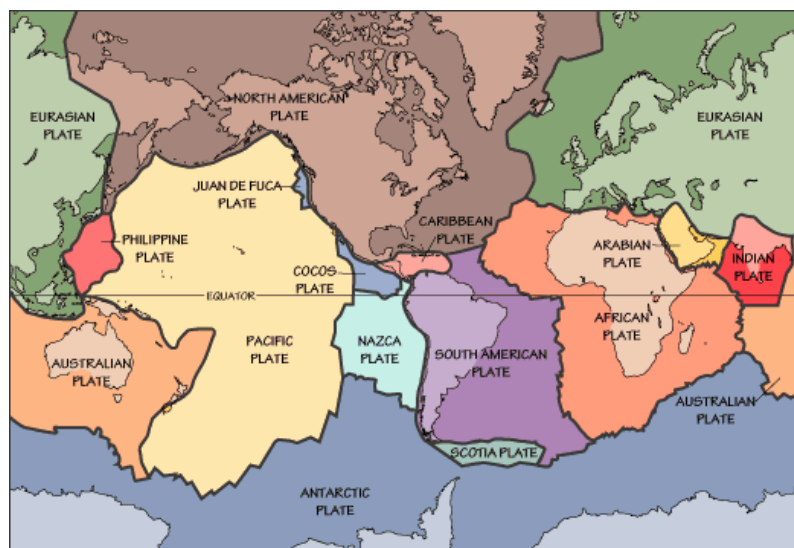 NORTH AMERICAN
PLATE
EURASIAN
PLATE
EURASIAN
PLATE
JUAN DE FUCA
PLATE
CARIBBEAN
PLATE
PHILIPPINE
PLATE
ARABIAN
PLATE
INDIAN
PLATE
COCOS
PLATE
EQUATOR
AFRICAN
PLATE
PACIFIC
PLATE
NAZCA
PLATE
SOUTH AMERICAN
PLATE
AUSTRALIAN
PLATE
AUSTRALIAN
PLATE
SCOTIA PLATE
ANTARCTIC
PLATE